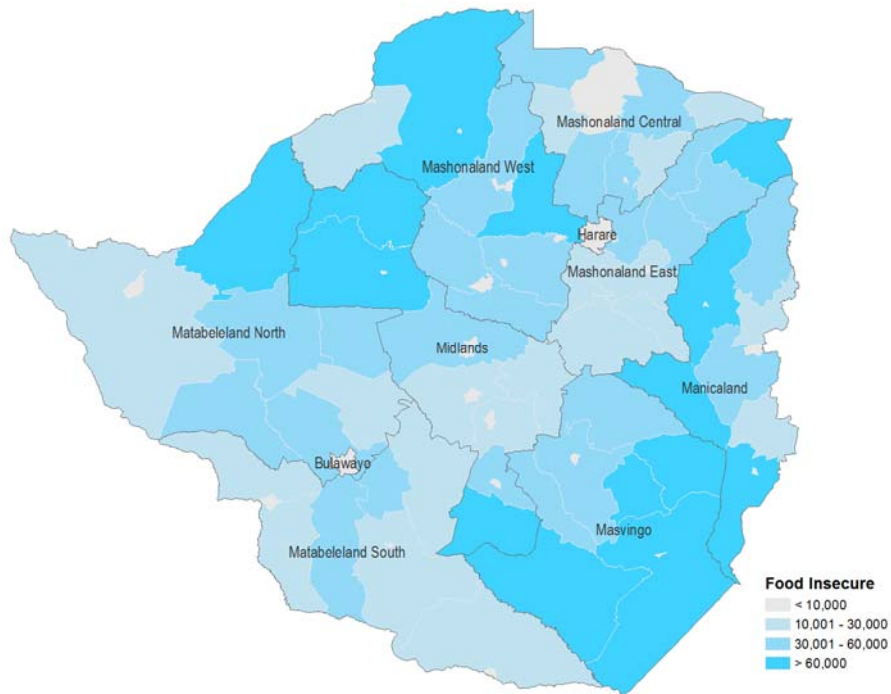 Mashonaland Central
Mashonaland West
Harare
Mashonaland East
Matabeleland North
Midlands
Manicaland
Bulawayo
Masvingo
Matabeleland South
Food Insecure
< 10,000
10,001 - 30,000
30,001 - 60,000
> 60,000